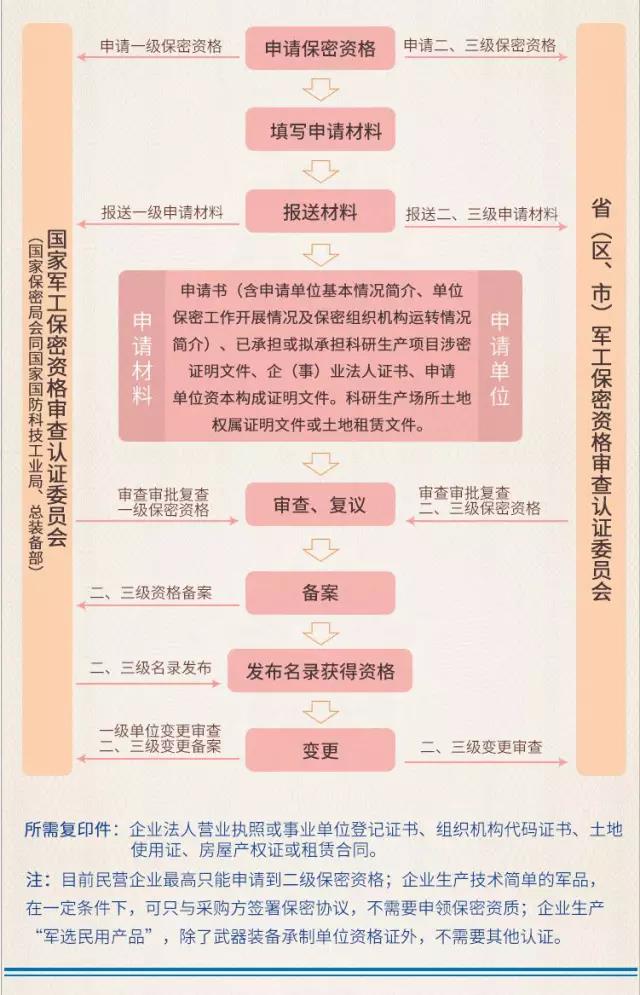 申请一级保密资格
申请保密资格
申请二、三级保密资格
填写申请材料
报送一级申请材料
报送材料
报送二、三级申请材料
国家军工保密资格审查认证委员会
（国家保密局会同国家国防科技工业局、总装备部）
省（区、市）军工保密资格审查认证委员会
申请材料
申请书（含申请单位基本情况简介、单位
保密工作开展情况及保密组织机构运转情况
简介）、已承担或拟承担科研生产项目涉密
证明文件、企（事）业法人证书、申请
单位资本构成证明文件。科研生产场所土地
权属证明文件或土地租赁文件。
申请单位
审查审批复查
一级保密资格
审查、复议
审查审批复查
二、三级保密资格
二、三级资格备案
备案
二、三级名录发布
发布名录获得资格
一级单位变更审查
二、三级变更备案
变更
二、三级变更审查
所需复印件：企业法人营业执照或事业单位登记证书、组织机构代码证书、土地
使用证、房屋产权证或租赁合同。
注：目前民营企业最高只能申请到二级保密资格；企业生产技术简单的军品，
在一定条件下，可只与采购方签署保密协议，不需要申领保密资质；企业生产
“军选民用产品”，除了武器装备承制单位资格证外，不需要其他认证。